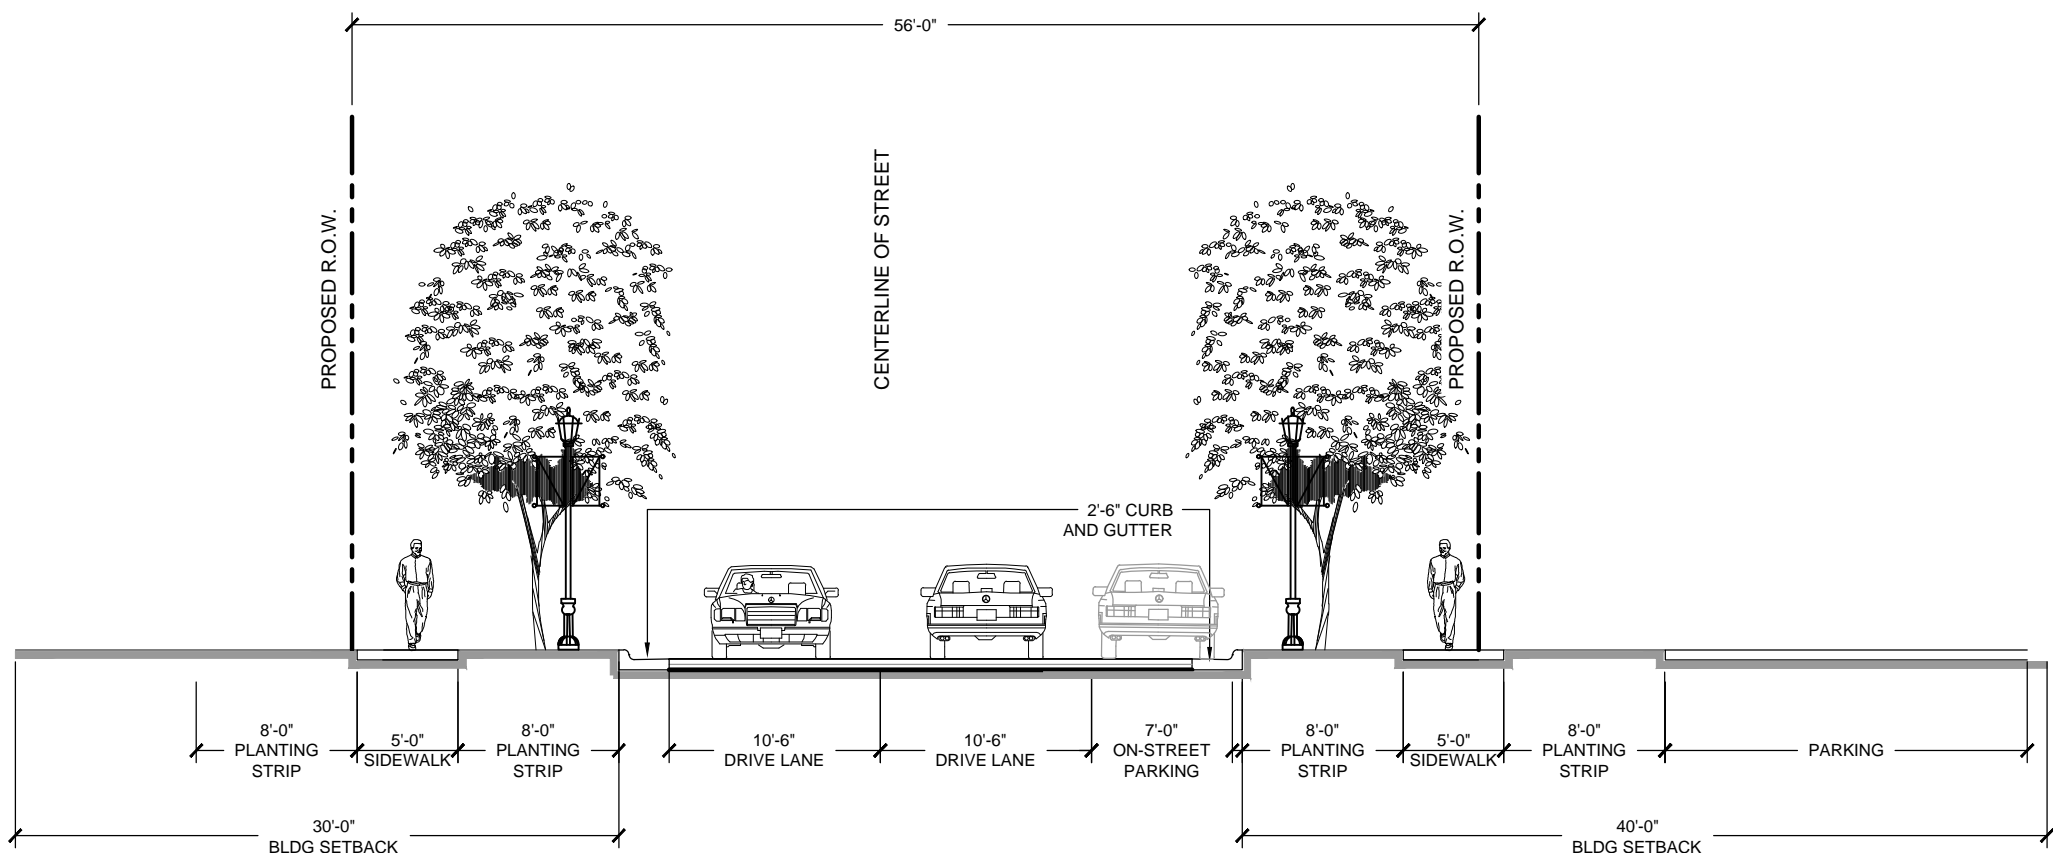 56'-0"
PROPOSED R.O.W.
CENTERLINE OF STREET
PROPOSED R.O.W.
2'-6" CURB
AND GUTTER
8'-0"
PLANTING
STRIP
5'-0"
SIDEWALK
8'-0"
PLANTING
STRIP
10'-6"
DRIVE LANE
10'-6"
DRIVE LANE
7'-0"
ON-STREET
PARKING
8'-0"
PLANTING
STRIP
5'-0"
SIDEWALK
8'-0"
PLANTING
STRIP
PARKING
30'-0"
BLDG SETBACK
40'-0"
BLDG SETBACK